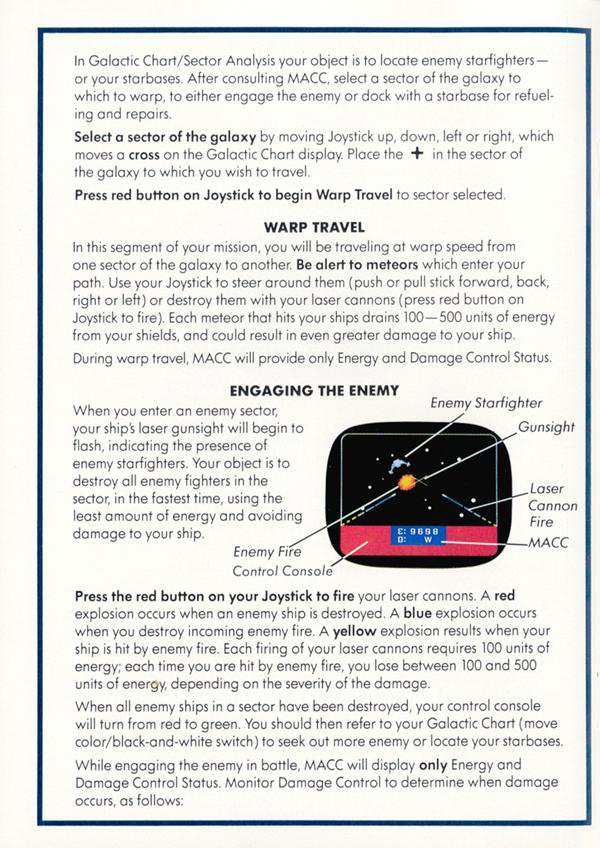 In Galactic Chart/Sector Analysis your object is to locate enemy starfighters—
or your starbases. After consulting MACC, select a sector of the galaxy to
which to warp, to either engage the enemy or dock with a starbase for refuel-
ing and repairs.
Select a sector of the galaxy by moving Joystick up, down, left or right, which
moves a cross on the Galactic Chart display. Place the + in the sector of
the galaxy to which you wish to travel.
Press red button on Joystick to begin Warp Travel to sector selected.
WARP TRAVEL
In this segment of your mission, you will be traveling at warp speed from
one sector of the galaxy to another. Be alert to meteors which enter your
path. Use your Joystick to steer around them (push or pull stick forward, back,
right or left) or destroy them with your laser cannons (press red button on
Joystick to fire). Each meteor that hits your ships drains 100—500 units of energy
from your shields, and could result in even greater damage to your ship.
During warp travel, MACC will provide only Energy and Damage Control Status.
ENGAGING THE ENEMY
When you enter an enemy sector,
your ship's laser gunsight will begin to
flash, indicating the presence of
enemy starfighters. Your object is to
destroy all enemy fighters in the
sector, in the fastest time, using the
least amount of energy and avoiding
damage to your ship.
Enemy Starfighter
Gunsight
Laser
Cannon
Fire
MACC
E: 9698
D: W
Enemy Fire
Control Console
Press the red button on your Joystick to fire your laser cannons. A red
explosion occurs when an enemy ship is destroyed. A blue explosion occurs
when you destroy incoming enemy fire. A yellow explosion results when your
ship is hit by enemy fire. Each firing of your laser cannons requires 100 units of
energy; each time you are hit by enemy fire, you lose between 100 and 500
units of energy, depending on the severity of the damage.
When all enemy ships in a sector have been destroyed, your control console
will turn from red to green. You should then refer to your Galactic Chart (move
color/black-and-white switch) to seek out more enemy or locate your starbases.
While engaging the enemy in battle, MACC will display only Energy and
Damage Control Status. Monitor Damage Control to determine when damage
occurs, as follows: